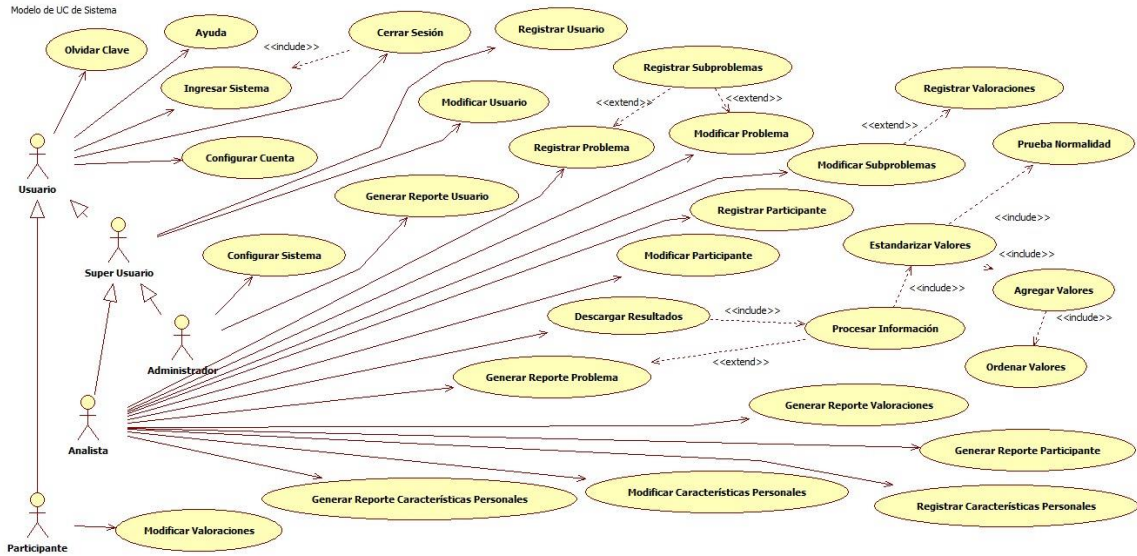 Modelo de UC de Sistema
Olvidar Clave
Ayuda
<<include>>
Cerrar Sesión
Registrar Usuario
Ingresar Sistema
Registrar Subproblemas
Modificar Usuario
<<extend>>
<<extend>>
Registrar Valoraciones
Usuario
Configurar Cuenta
Registrar Problema
Modificar Problema
<<extend>>
Prueba Normalidad
Modificar Subproblemas
Generar Reporte Usuario
Registrar Participante
<<include>>
Super Usuario
Configurar Sistema
Modificar Participante
Estandarizar Valores
<<include>>
Agregar Valores
<<include>>
Descargar Resultados
<<include>>
Procesar Información
<<include>>
Administrador
Generar Reporte Problema
<<extend>>
Ordenar Valores
Generar Reporte Valoraciones
Analista
Generar Reporte Participante
Generar Reporte Características Personales
Modificar Características Personales
Registrar Características Personales
Participante
Modificar Valoraciones